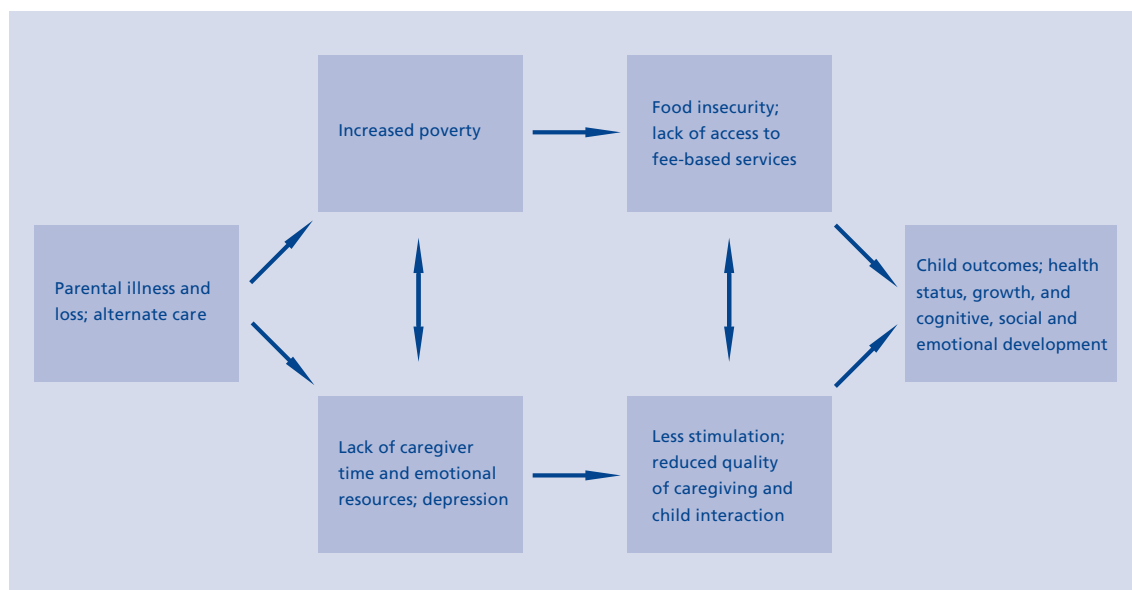 Increased poverty
Food insecurity;
lack of access to
fee-based services
Parental illness and
loss; alternate care
Child outcomes; health
status, growth, and
cognitive, social and
emotional development
Lack of caregiver
time and emotional
resources; depression
Less stimulation;
reduced quality
of caregiving and
child interaction